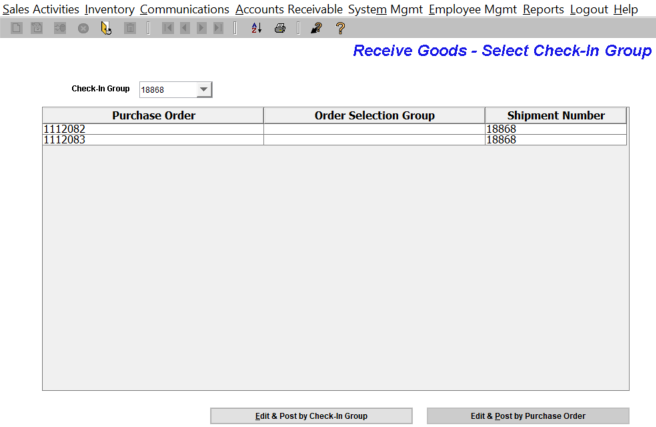 Sales Activities Inventory Communications Accounts Receivable System Mgmt Employee Mgmt Reports Logout Help
Receive Goods - Select Check-In Group
Check-In Group 18868
Purchase Order Order Selection Group Shipment Number
1112082 18868
1112083 18868
Edit & Post by Check-In Group Edit & Post by Purchase Order